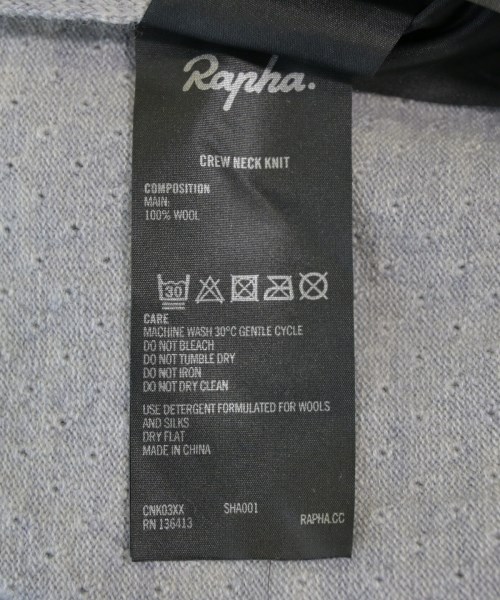 Rapha.
CREW NECK KNIT
COMPOSITION
MAIN:
100% WOOL
30
CARE
MACHINE WASH 30°C GENTLE CYCLE
DO NOT BLEACH
DO NOT TUMBLE DRY
DO NOT IRON
DO NOT DRY CLEAN
USE DETERGENT FORMULATED FOR WOOLS
AND SILKS
DRY FLAT
MADE IN CHINA
CNK03XX SHA001
RN 136413 RAPHA.CC